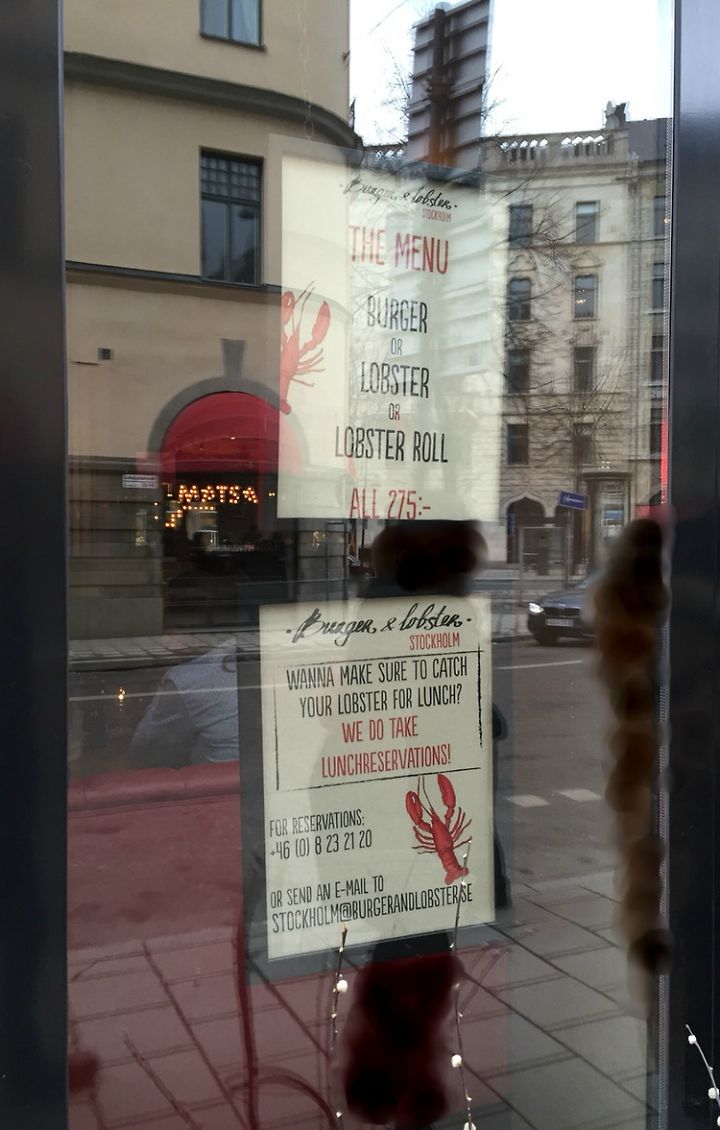 Burger & lobster
STOCKHOLM
THE MENU
BURGER
OR
LOBSTER
OR
LOBSTER ROLL
ALL 275:-
MATSA
Burger & lobster
STOCKHOLM
WANNA MAKE SURE TO CATCH
YOUR LOBSTER FOR LUNCH?
WE DO TAKE
LUNCHRESERVATIONS!
FOR RESERVATIONS:
+46 (0) 8 23 21 20
OR SEND AN E-MAIL TO
STOCKHOLM@BURGERANDLOBSTER.SE